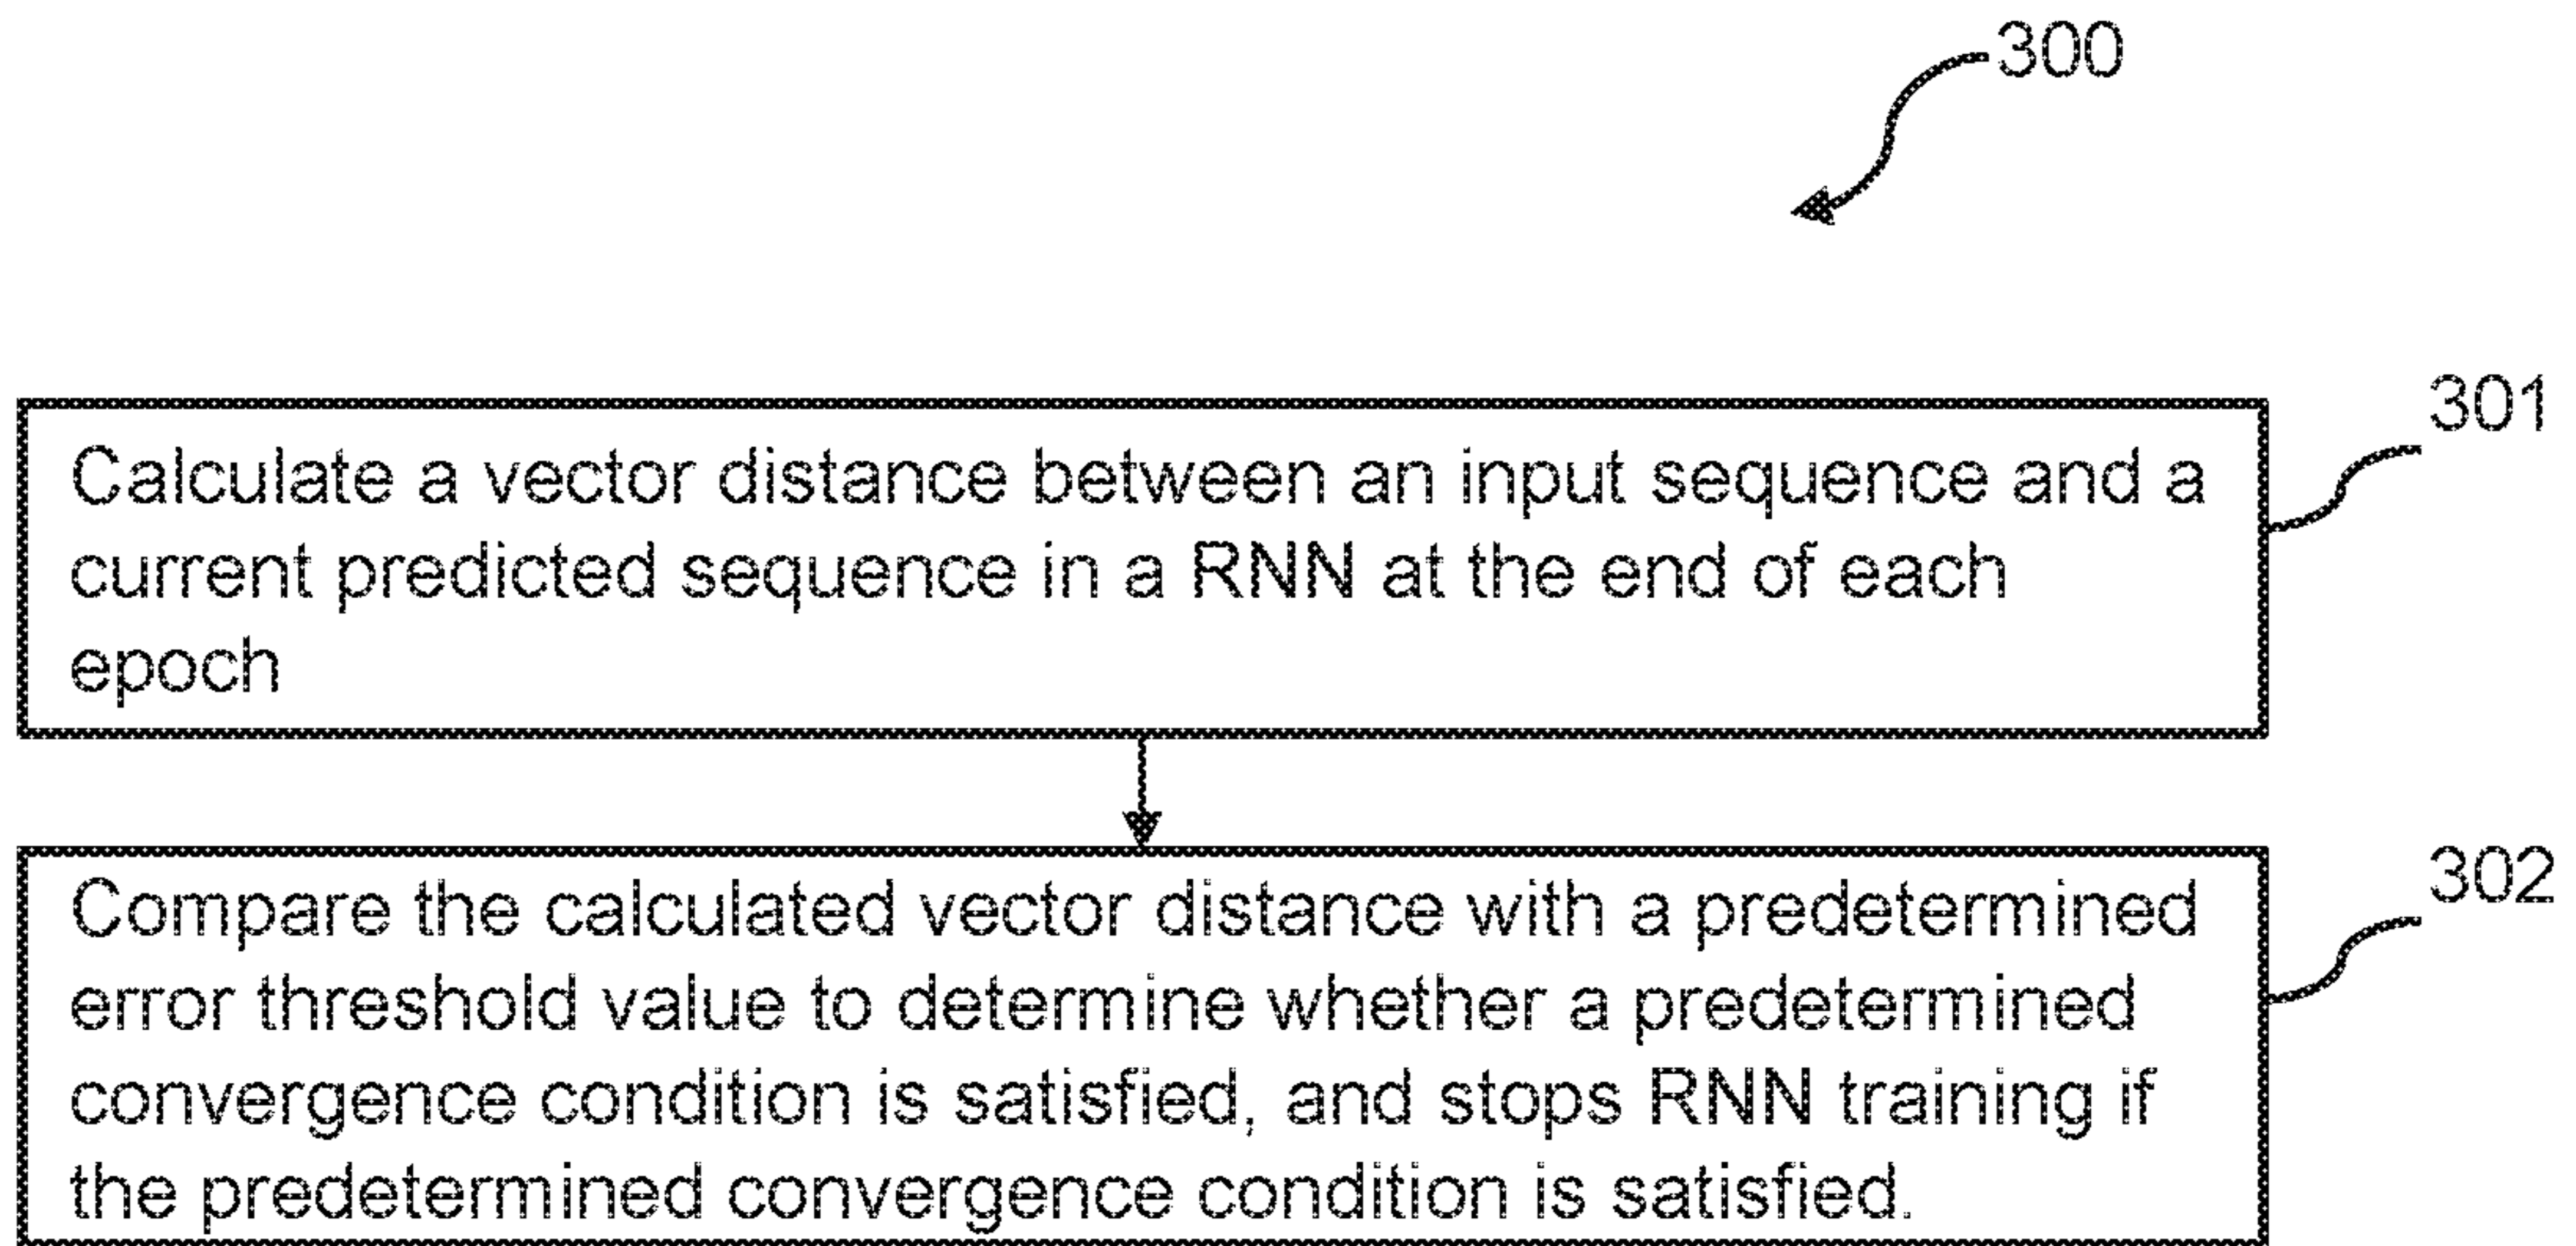 300
301
Calculate a vector distance between an input sequence and a
current predicted sequence in a RNN at the end of each
epoch
302
Compare the calculated vector distance with a predetermined
error threshold value to determine whether a predetermined
convergence condition is satisfied, and stops RNN training if
the predetermined convergence condition is satisfied.